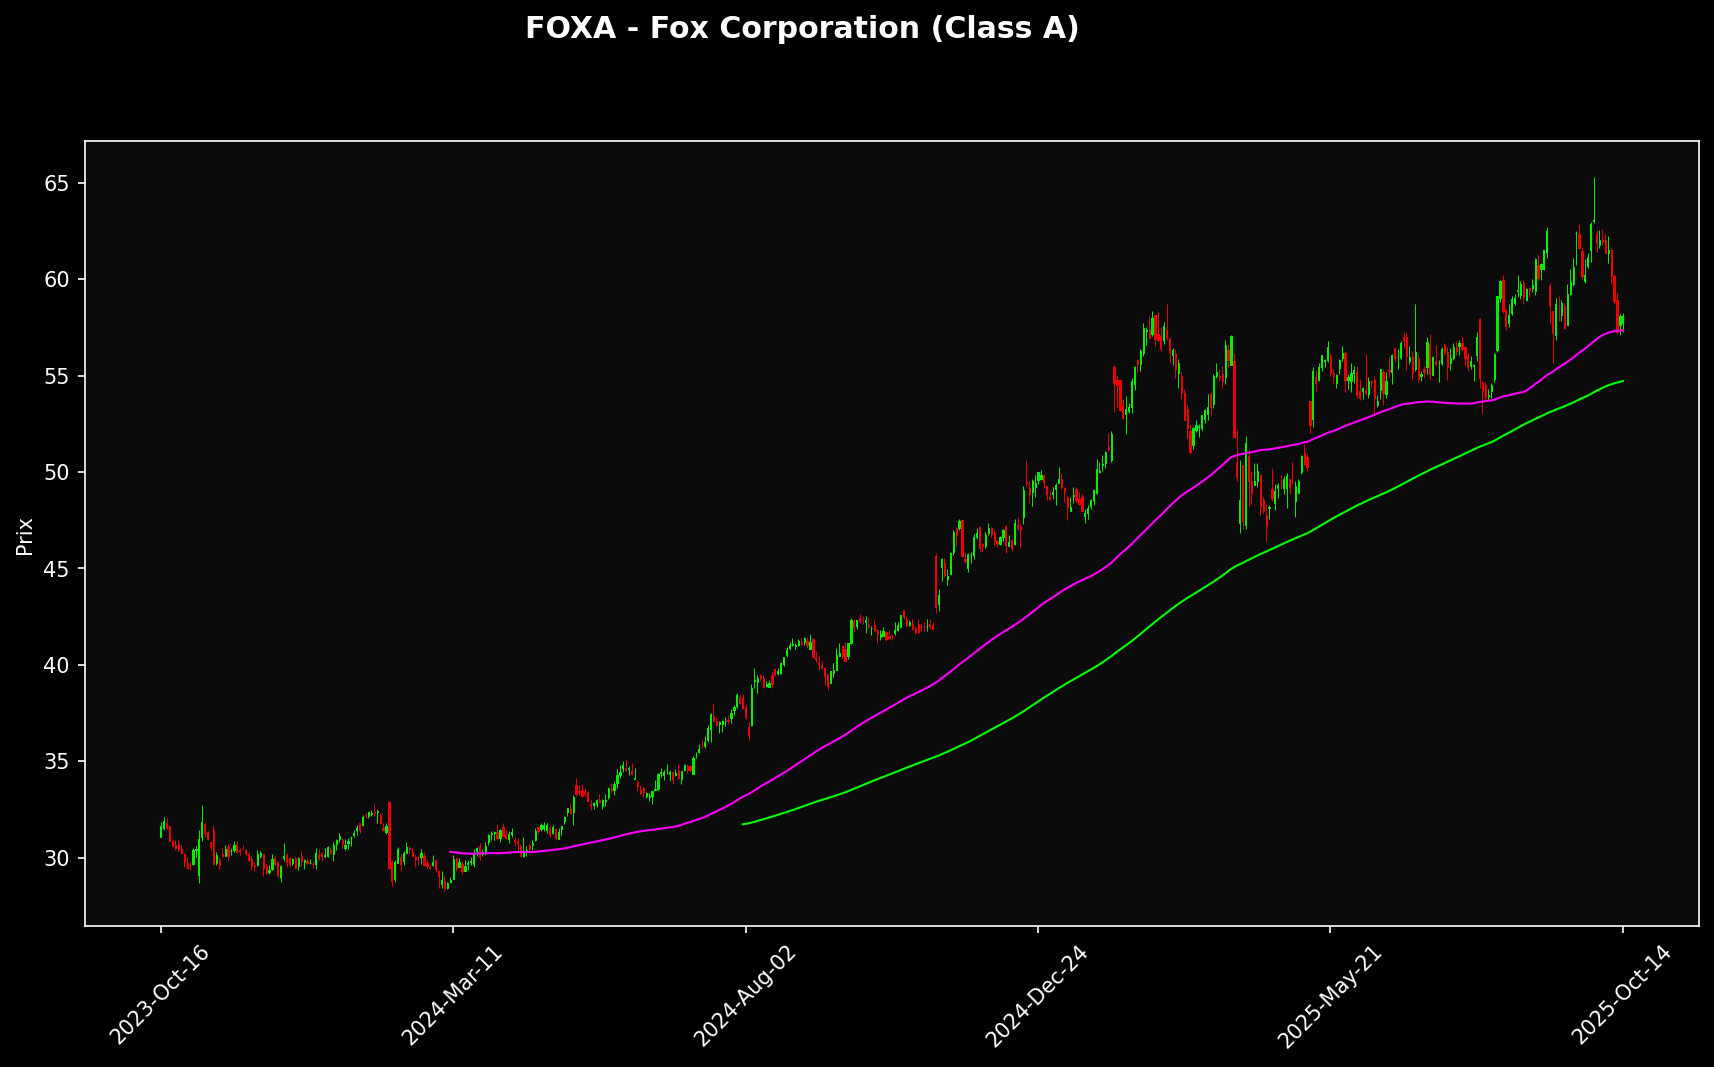 FOXA - Fox Corporation (Class A)
Prix
65
60
55
50
45
40
35
30
2023-Oct-16
2024-Mar-11
2024-Aug-02
2024-Dec-24
2025-May-21
2025-Oct-14